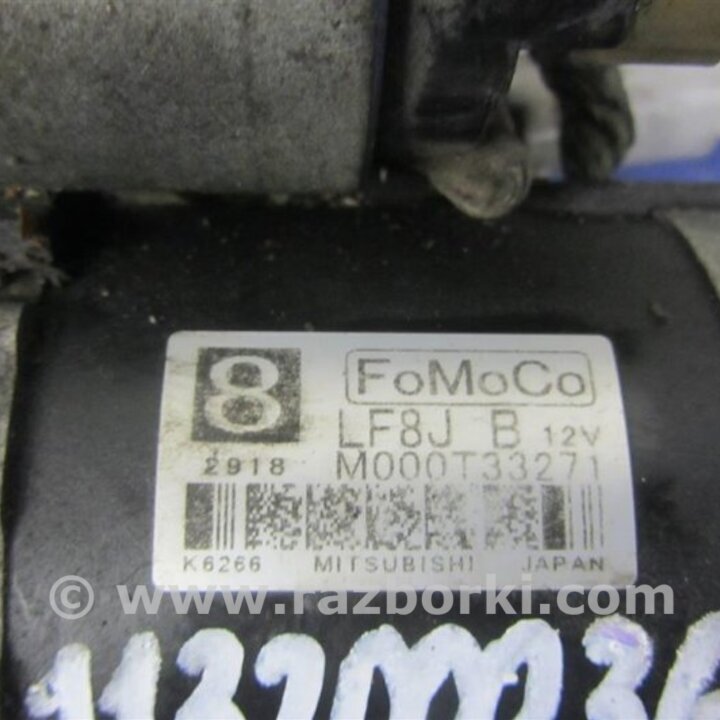 8 FoMoCo
LF8J B 12V
2918 M000T33271
K6266 MITSUBISHI JAPAN
© www.razborki.com